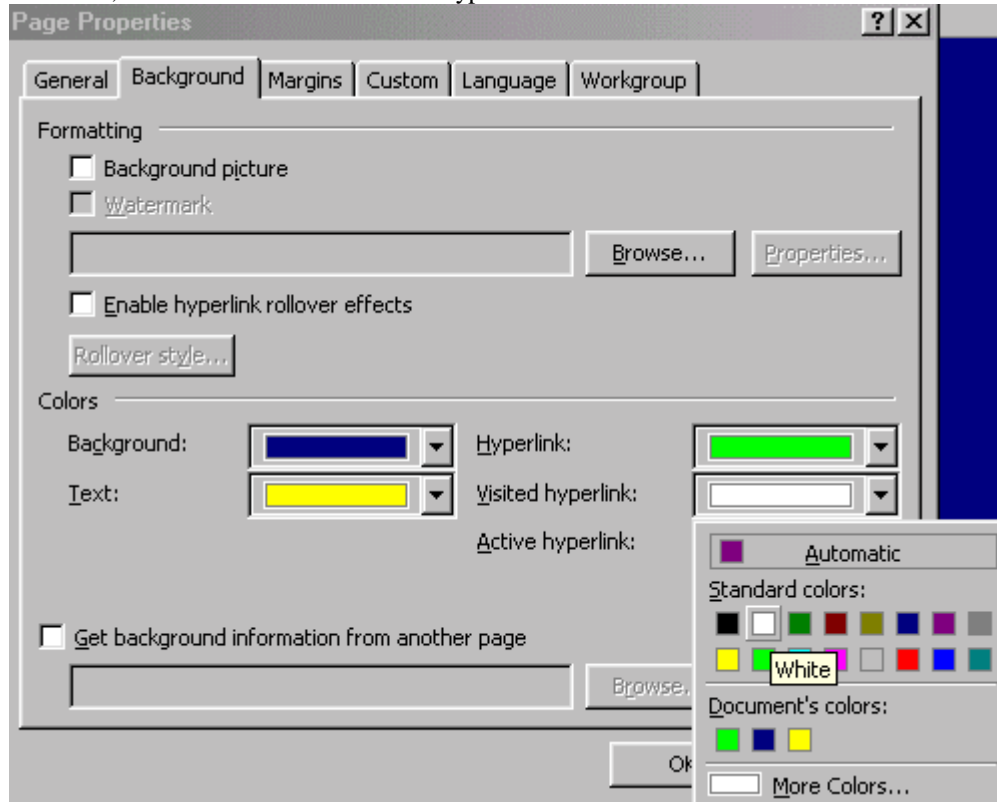 Page Properties
General Background Margins Custom Language Workgroup
Formatting
Background picture
Watermark
Browse... Properties...
Enable hyperlink rollover effects
Rollover style...
Colors
Background: Hyperlink:
Text: Visited hyperlink:
Active hyperlink:
Automatic
Standard colors:
White
Get background information from another page
Browse.
Document's colors:
OK
More Colors...